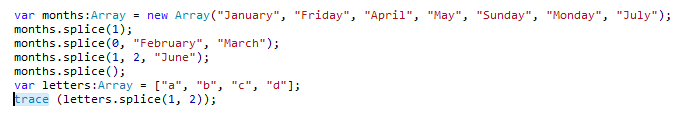 var months:Array = new Array("January", "Friday", "April", "May", "Sunday", "Monday", "July");
months.splice(1);
months.splice(0, "February", "March");
months.splice(1, 2, "June");
months.splice();
var letters:Array = ["a", "b", "c", "d"];
trace (letters.splice(1, 2));